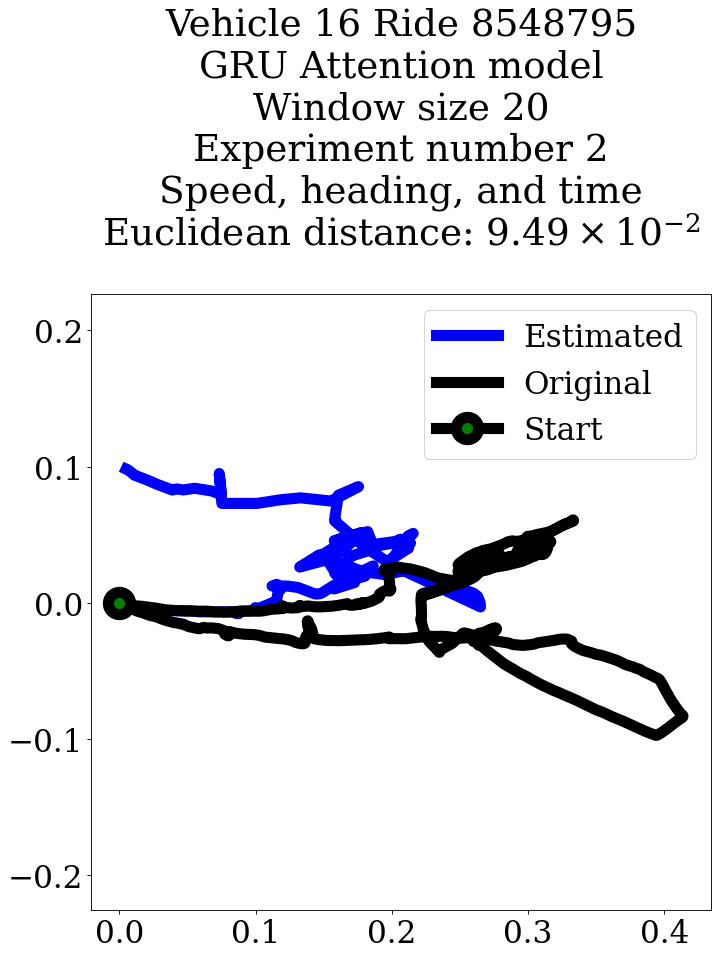 Vehicle 16 Ride 8548795
GRU Attention model
Window size 20
Experiment number 2
Speed, heading, and time
Euclidean distance: 9.49 × 10⁻²
Estimated
Original
Start
0.2
0.1
0.0
−0.1
−0.2
0.0 0.1 0.2 0.3 0.4